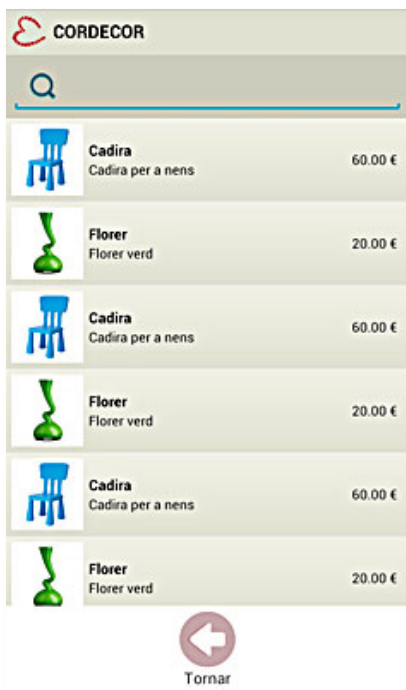 CORDECOR
Cadira
Cadira per a nens
60.00 €
Florer
Florer verd
20.00 €
Cadira
Cadira per a nens
60.00 €
Florer
Florer verd
20.00 €
Cadira
Cadira per a nens
60.00 €
Florer
Florer verd
20.00 €
Tornar